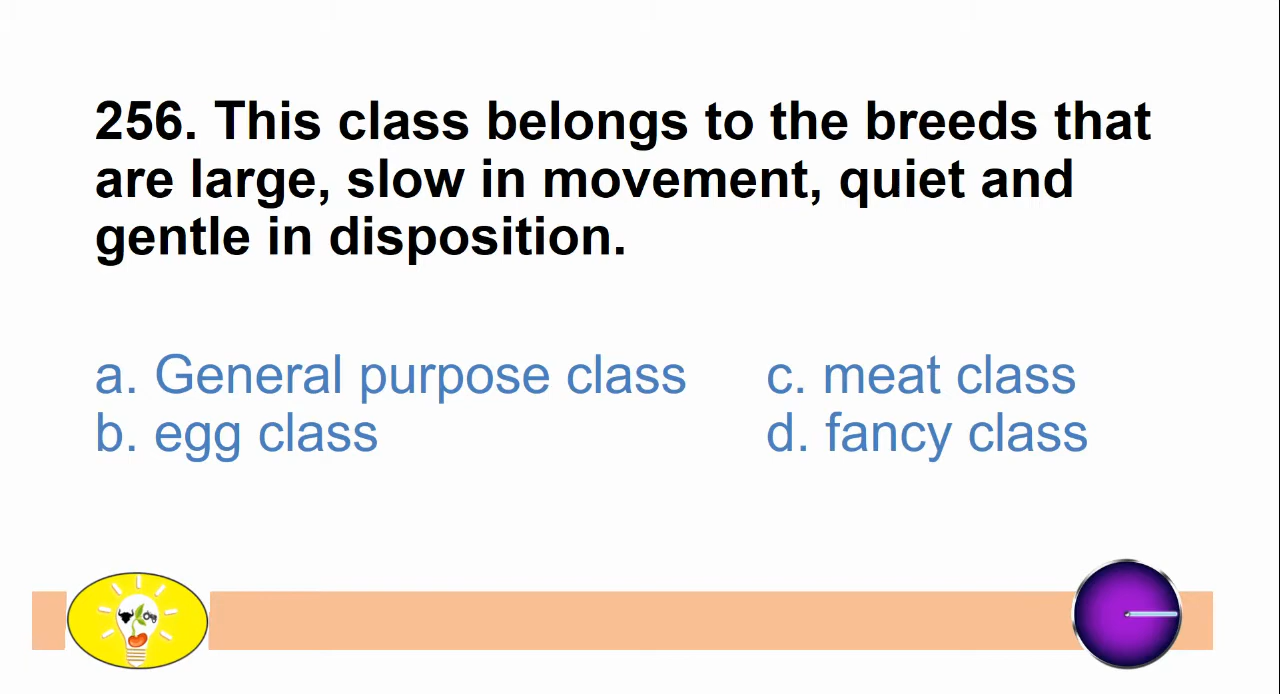 256. This class belongs to the breeds that
are large, slow in movement, quiet and
gentle in disposition.
a. General purpose class
b. egg class
c. meat class
d. fancy class